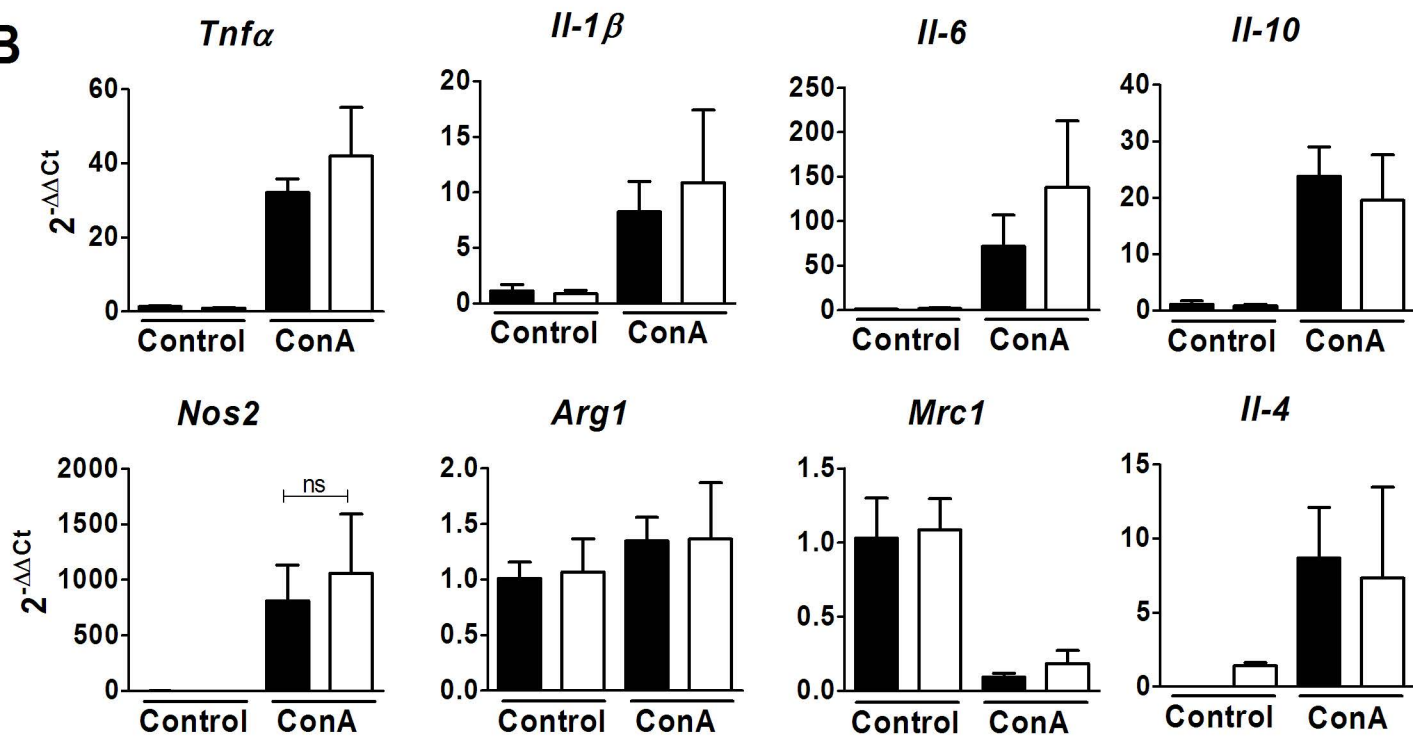 B
Tnfα
Il-1β
Il-6
Il-10
2^-ΔΔCt
60
40
20
0
Control
ConA
20
15
10
5
0
Control
ConA
250
200
150
100
50
0
Control
ConA
40
30
20
10
0
Control
ConA
Nos2
Arg1
Mrc1
Il-4
2^-ΔΔCt
2000
1500
1000
500
0
ns
Control
ConA
2.0
1.5
1.0
0.5
0.0
Control
ConA
1.5
1.0
0.5
0.0
Control
ConA
15
10
5
0
Control
ConA